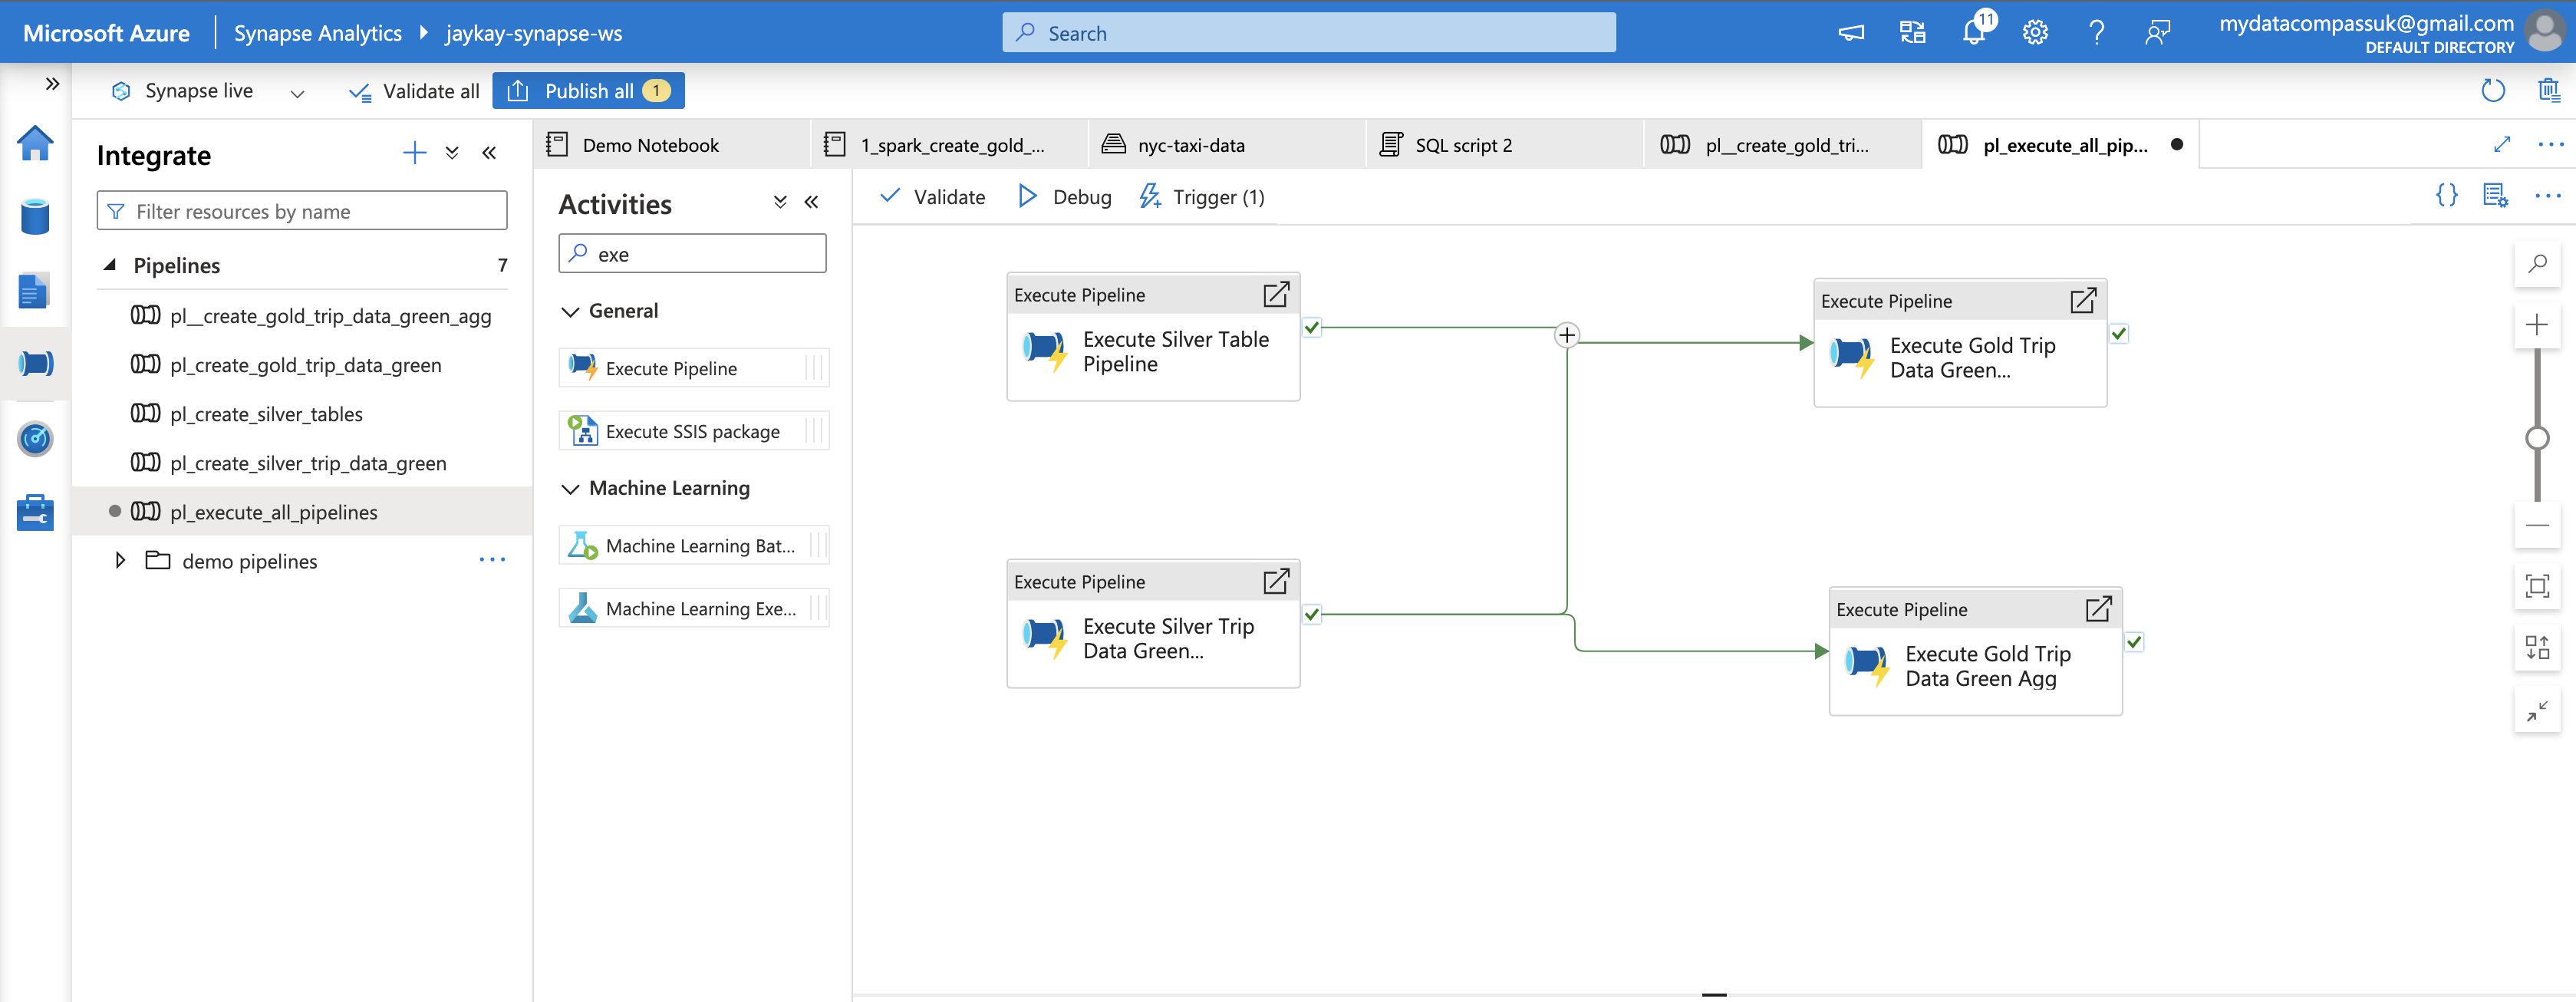 Microsoft Azure
Synapse Analytics
jaykay-synapse-ws
Search
11
mydatacompassuk@gmail.com
DEFAULT DIRECTORY
Synapse live
Validate all
Publish all 1
Integrate
Filter resources by name
Pipelines 7
pl__create_gold_trip_data_green_agg
pl_create_gold_trip_data_green
pl_create_silver_tables
pl_create_silver_trip_data_green
pl_execute_all_pipelines
demo pipelines
Demo Notebook
1_spark_create_gold_...
nyc-taxi-data
SQL script 2
pl__create_gold_tri...
pl_execute_all_pip...
Activities
exe
General
Execute Pipeline
Execute SSIS package
Machine Learning
Machine Learning Bat...
Machine Learning Exe...
Validate
Debug
Trigger (1)
Execute Pipeline
Execute Silver Table
Pipeline
Execute Pipeline
Execute Gold Trip
Data Green...
Execute Pipeline
Execute Silver Trip
Data Green...
Execute Pipeline
Execute Gold Trip
Data Green Agg